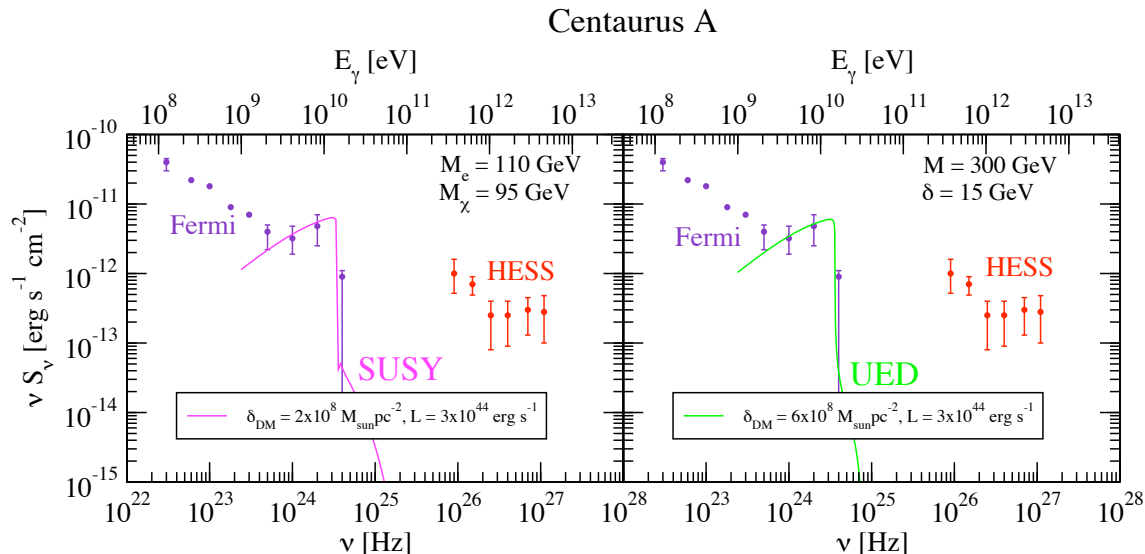 Centaurus A
E_γ [eV] E_γ [eV]
10^8 10^9 10^10 10^11 10^12 10^13 10^8 10^9 10^10 10^11 10^12 10^13
10^-10
10^-11
10^-12
10^-13
10^-14
10^-15
ν S_ν [erg s^-1 cm^-2]
M_e = 110 GeV
M_χ = 95 GeV
Fermi
HESS
SUSY
δ_DM = 2x10^8 M_sun pc^-2, L = 3x10^44 erg s^-1
M = 300 GeV
δ = 15 GeV
Fermi
HESS
UED
δ_DM = 6x10^8 M_sun pc^-2, L = 3x10^44 erg s^-1
10^22 10^23 10^24 10^25 10^26 10^27 10^28 10^23 10^24 10^25 10^26 10^27 10^28
ν [Hz] ν [Hz]